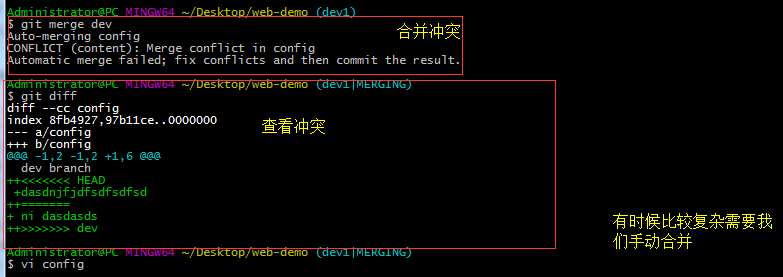 Administrator@PC MINGW64 ~/Desktop/web-demo (dev1)
$ git merge dev
合并冲突
Auto-merging config
CONFLICT (content): Merge conflict in config
Automatic merge failed; fix conflicts and then commit the result.
Administrator@PC MINGW64 ~/Desktop/web-demo (dev1|MERGING)
$ git diff
diff --cc config
index 8fb4927,97b11ce..0000000
查看冲突
--- a/config
+++ b/config
@@@ -1,2 -1,2 +1,6 @@@
  dev branch
++<<<<<<< HEAD
 +dasdnjfjdfsdfsdfsd
++=======
+ ni dasdasds
++>>>>>>> dev
有时候比较复杂需要我
们手动合并
Administrator@PC MINGW64 ~/Desktop/web-demo (dev1|MERGING)
$ vi config